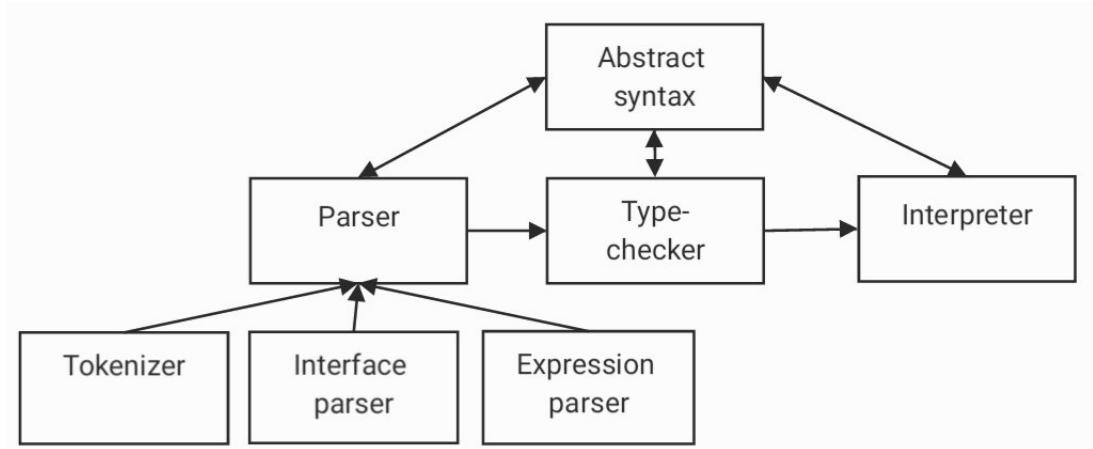 Abstract
syntax
Parser
Type-
checker
Interpreter
Tokenizer
Interface
parser
Expression
parser